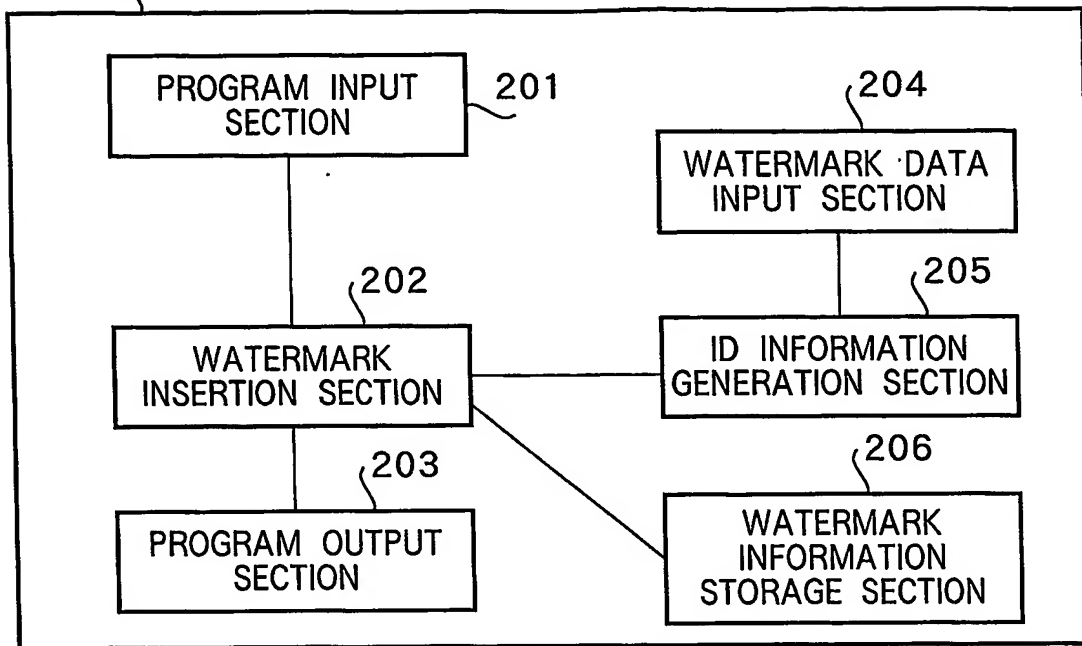 PROGRAM INPUT
SECTION
201
204
WATERMARK DATA
INPUT SECTION
202
WATERMARK
INSERTION SECTION
205
ID INFORMATION
GENERATION SECTION
203
PROGRAM OUTPUT
SECTION
206
WATERMARK
INFORMATION
STORAGE SECTION